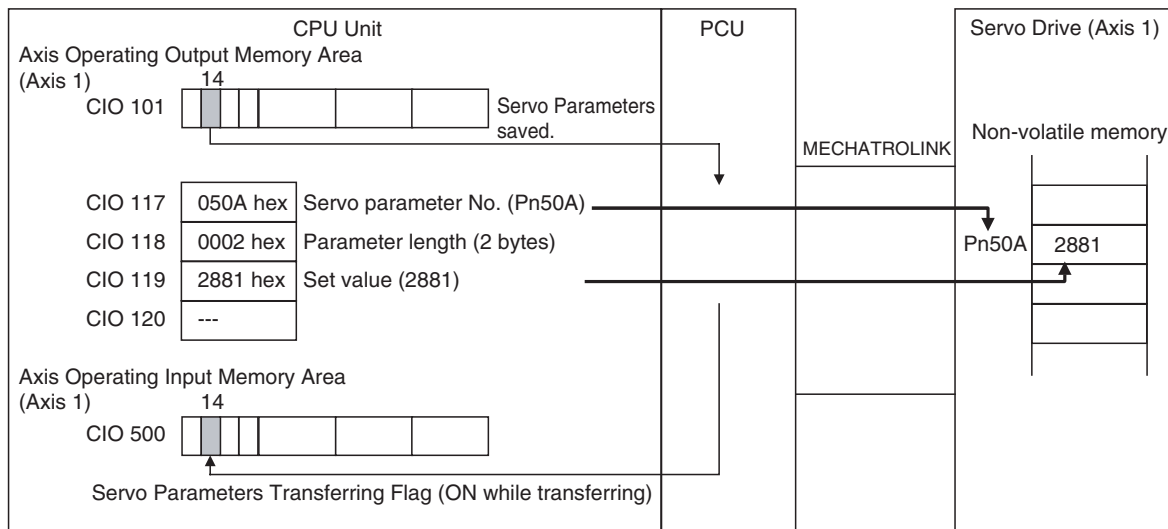 CPU Unit
PCU
Servo Drive (Axis 1)
Axis Operating Output Memory Area
(Axis 1)
14
CIO 101
Servo Parameters
saved.
Non-volatile memory
MECHATROLINK
CIO 117
050A hex
Servo parameter No. (Pn50A)
CIO 118
0002 hex
Parameter length (2 bytes)
Pn50A
2881
CIO 119
2881 hex
Set value (2881)
CIO 120
---
Axis Operating Input Memory Area
(Axis 1)
14
CIO 500
Servo Parameters Transferring Flag (ON while transferring)